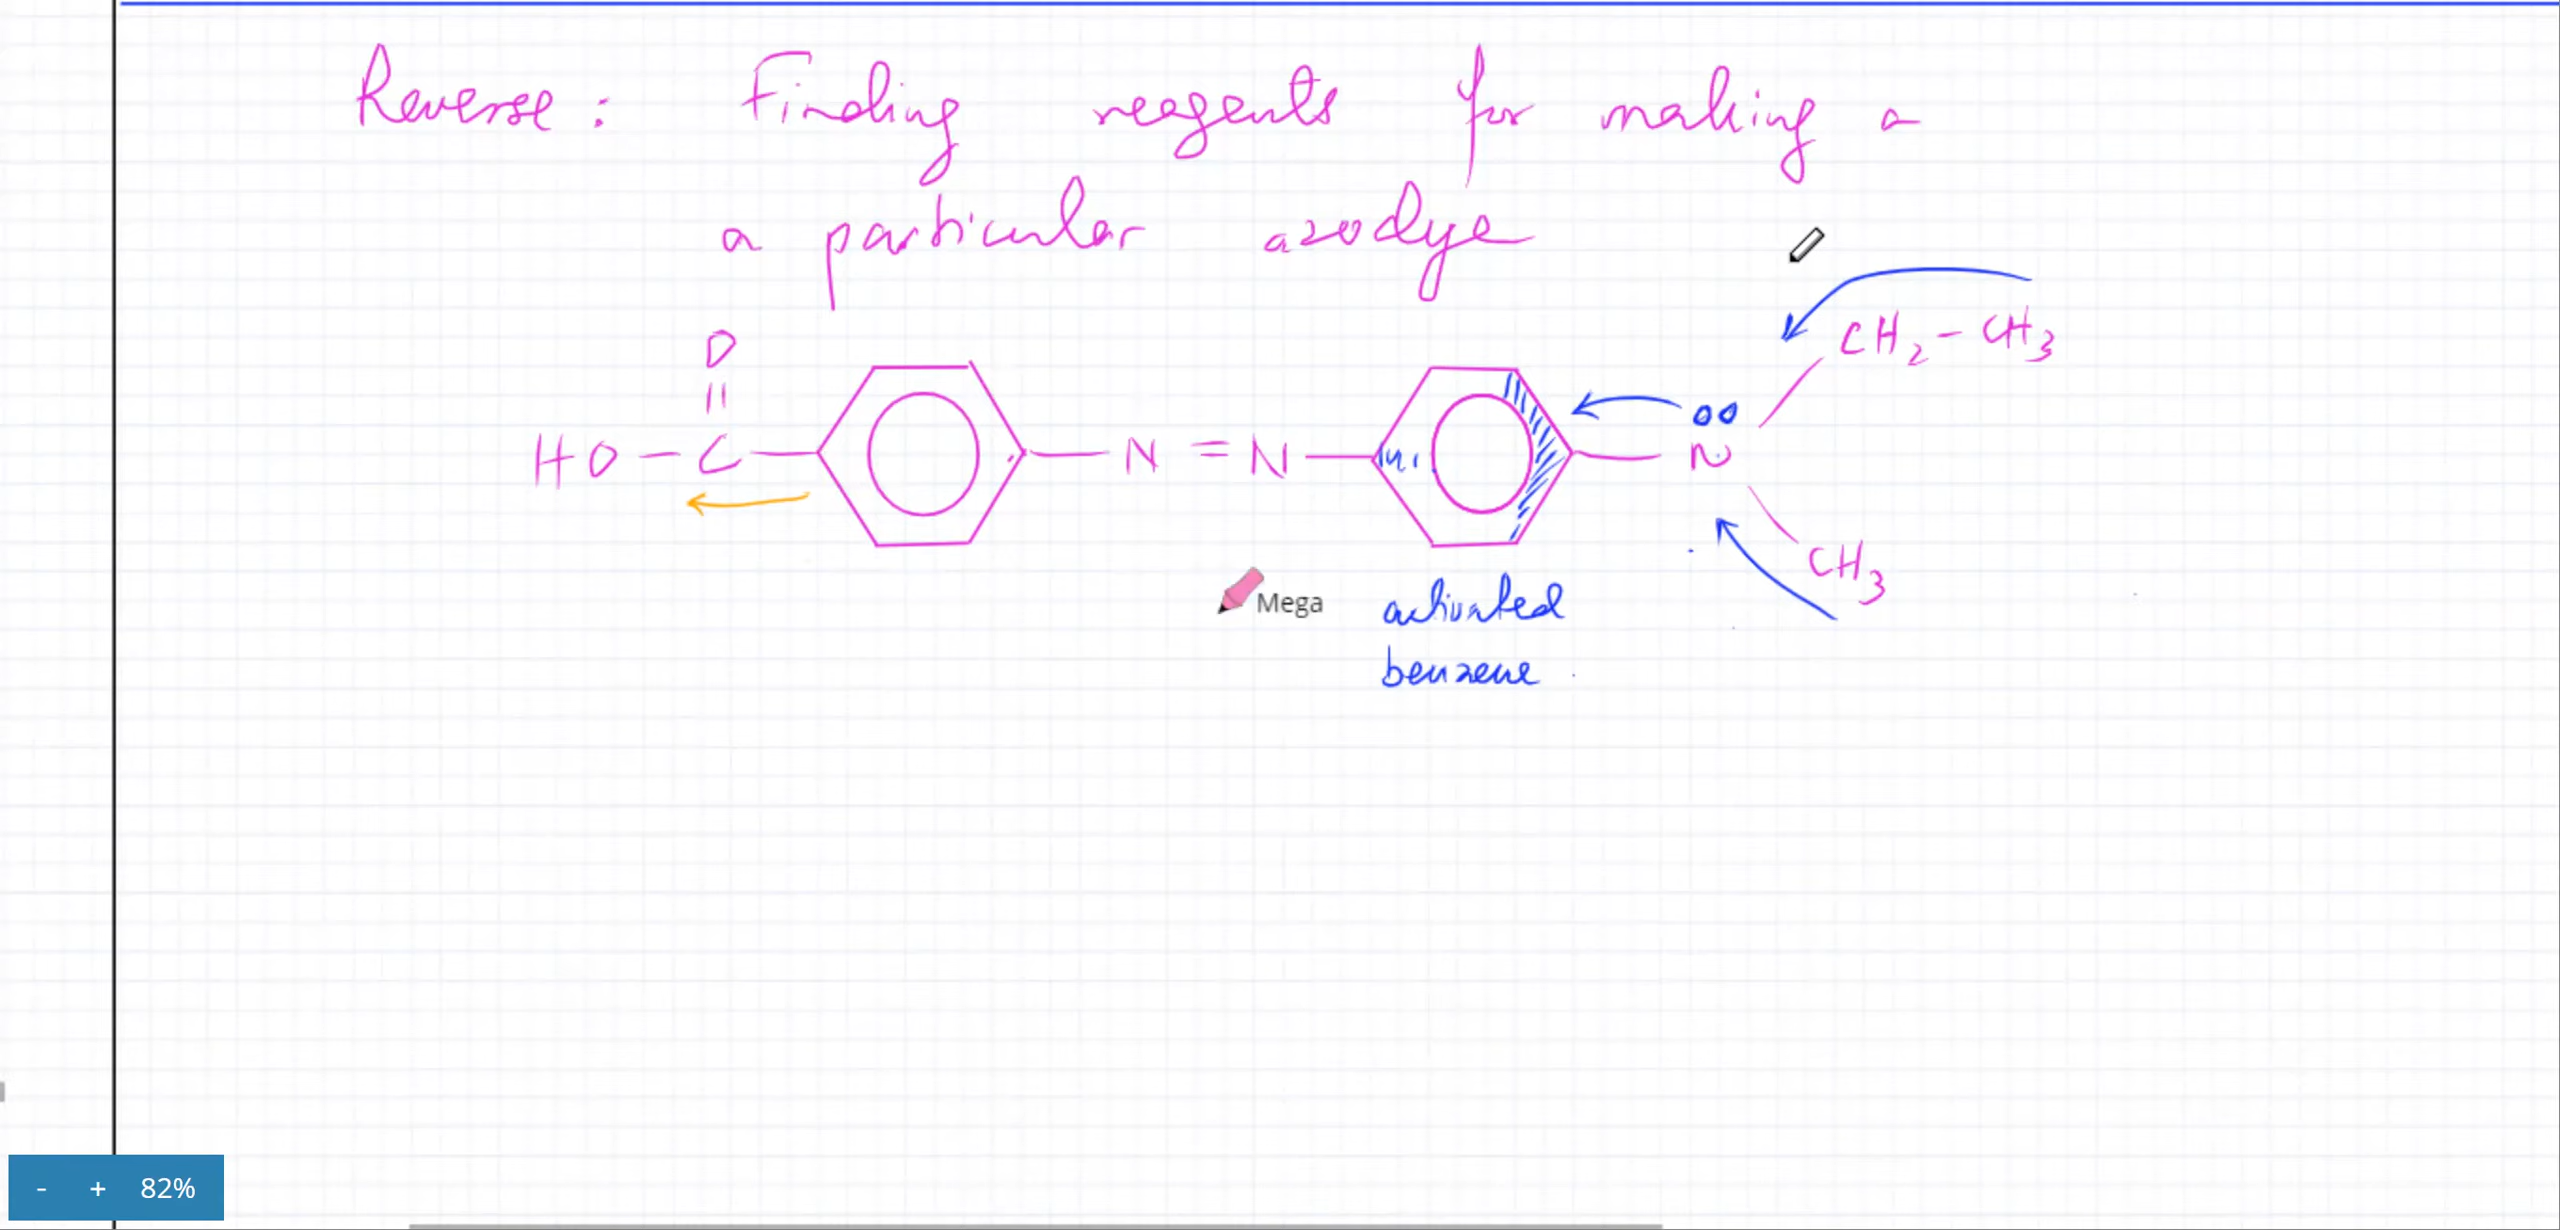 Reverse: Finding reagents for making a
a particular azodye
O
||
HO - C - N = N - N
CH2 - CH3
CH3
Mega
activated
benzene
- + 82%